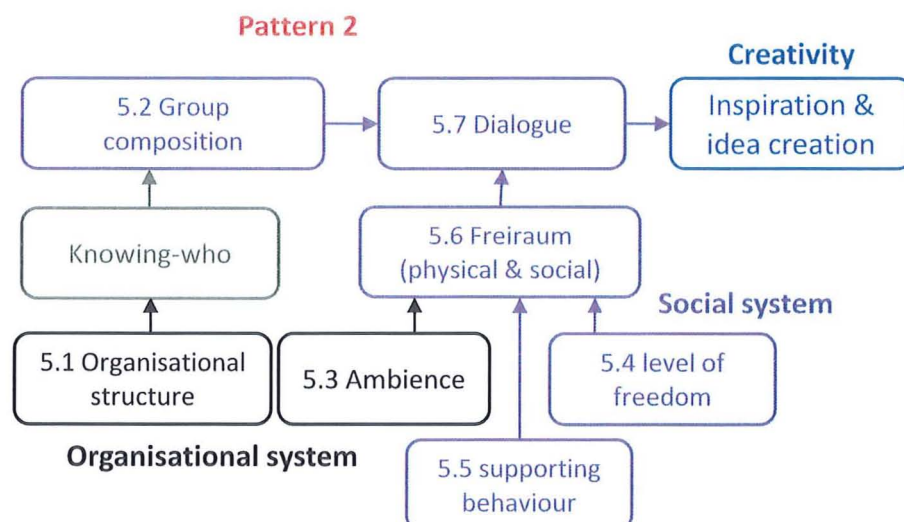 Pattern 2
Creativity
5.2 Group
composition
5.7 Dialogue
Inspiration &
idea creation
Knowing-who
5.6 Freiraum
(physical & social)
Social system
5.1 Organisational
structure
5.3 Ambience
5.4 level of
freedom
Organisational system
5.5 supporting
behaviour